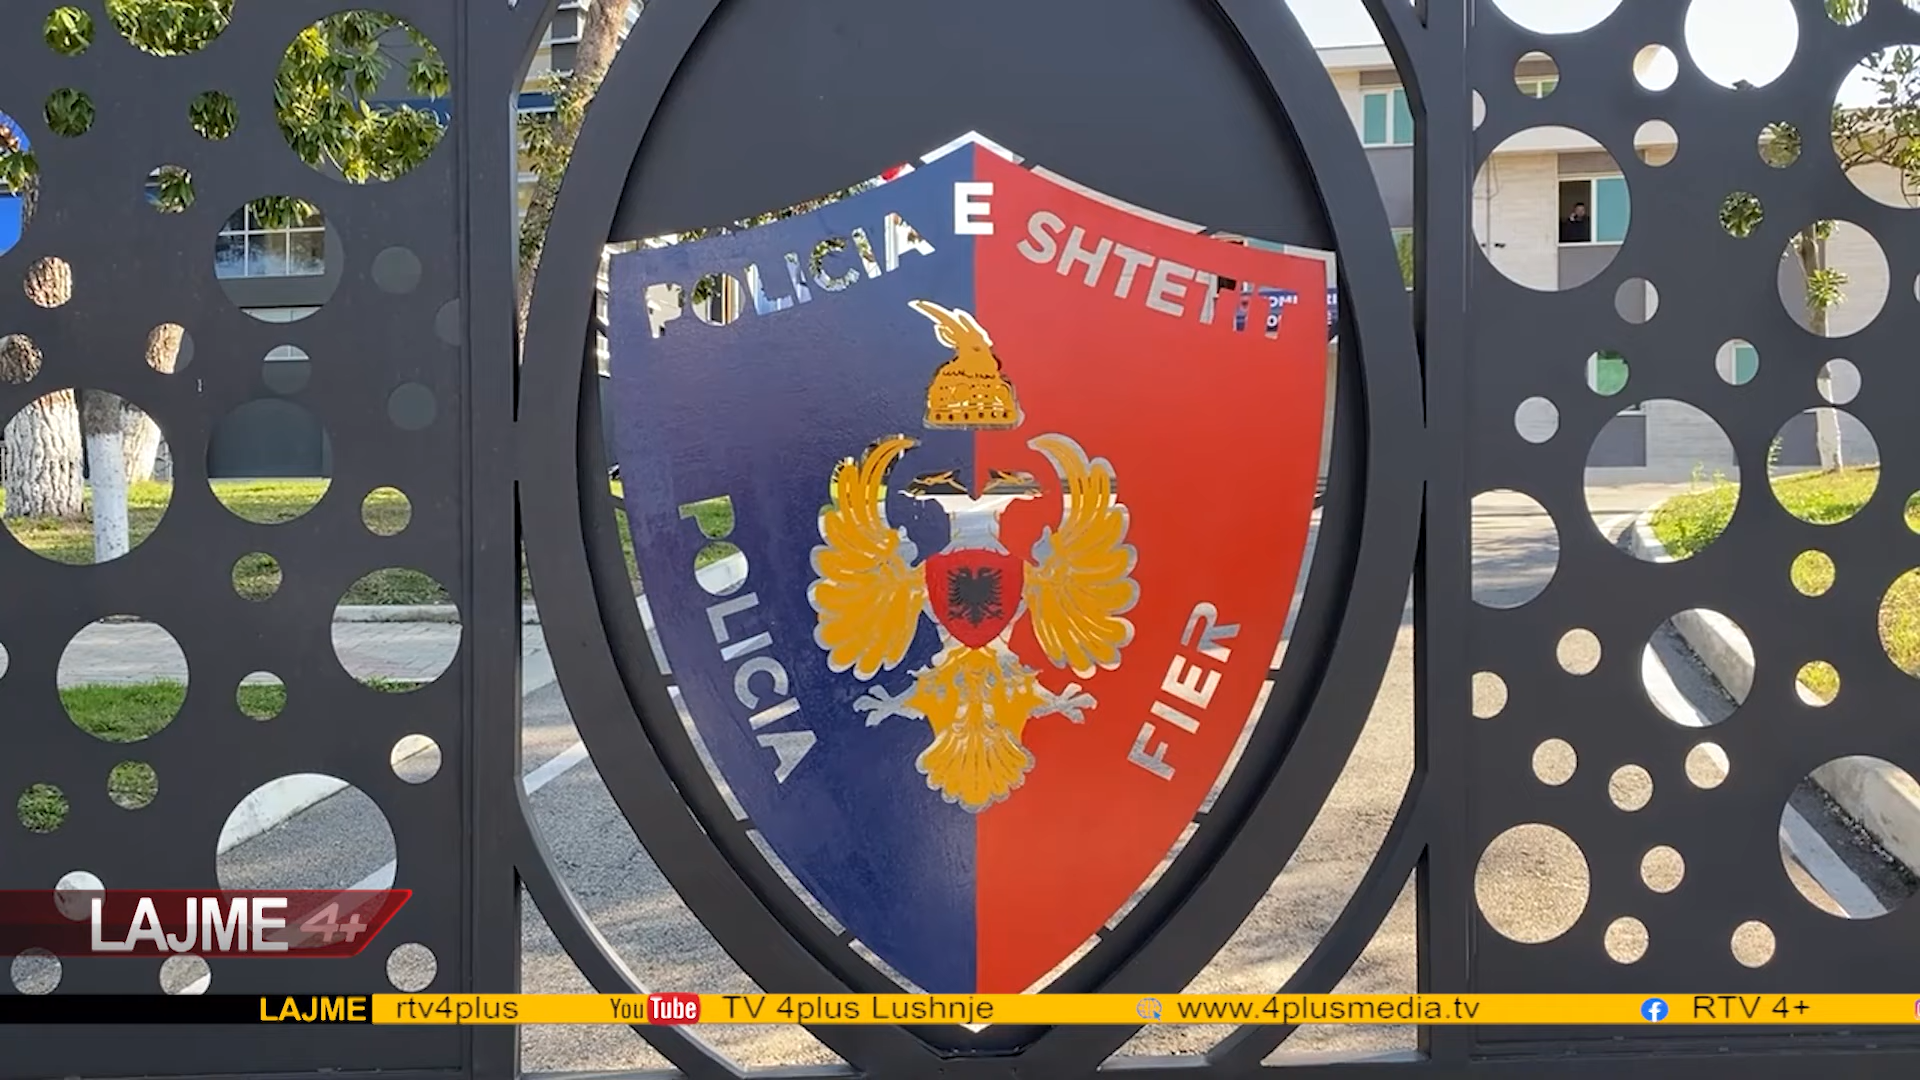 POLICIA E SHTETIT
POLICIA
FIER
LAJME 4+
LAJME rtv4plus YouTube TV 4plus Lushnje www.4plusmedia.tv RTV 4+